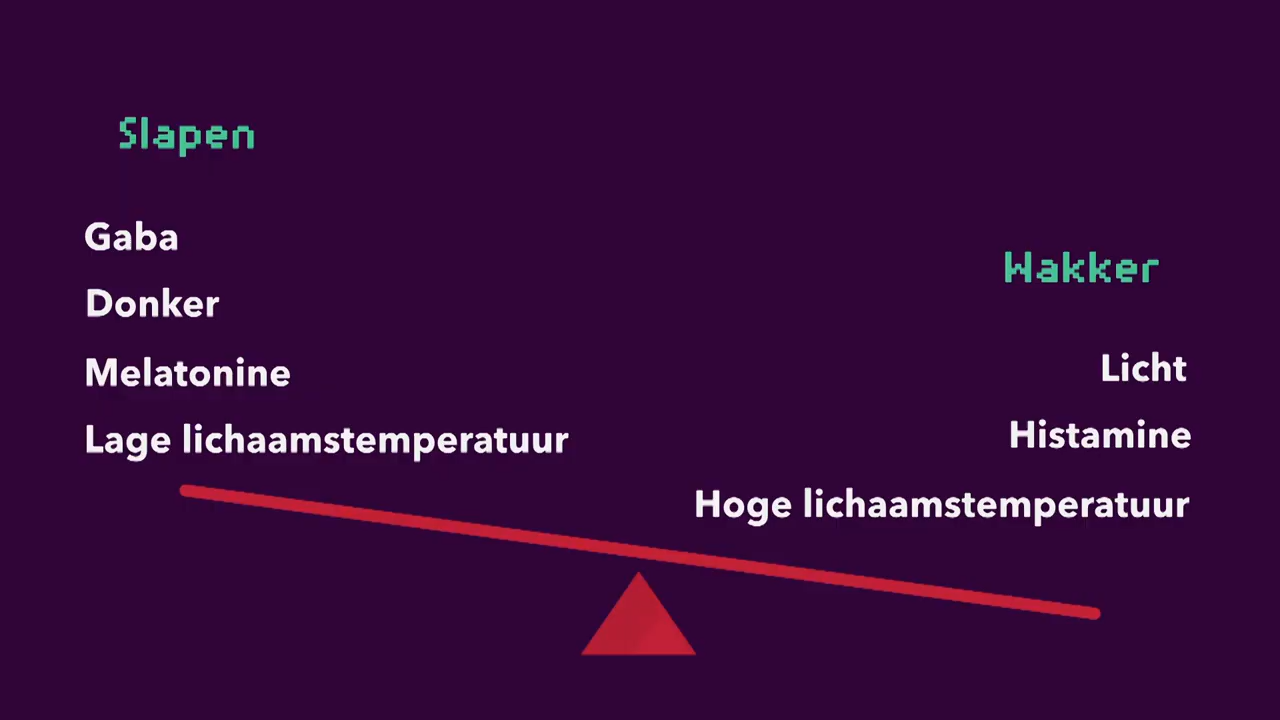 Slapen
Gaba
Donker
Melatonine
Lage lichaamstemperatuur
Wakker
Licht
Histamine
Hoge lichaamstemperatuur